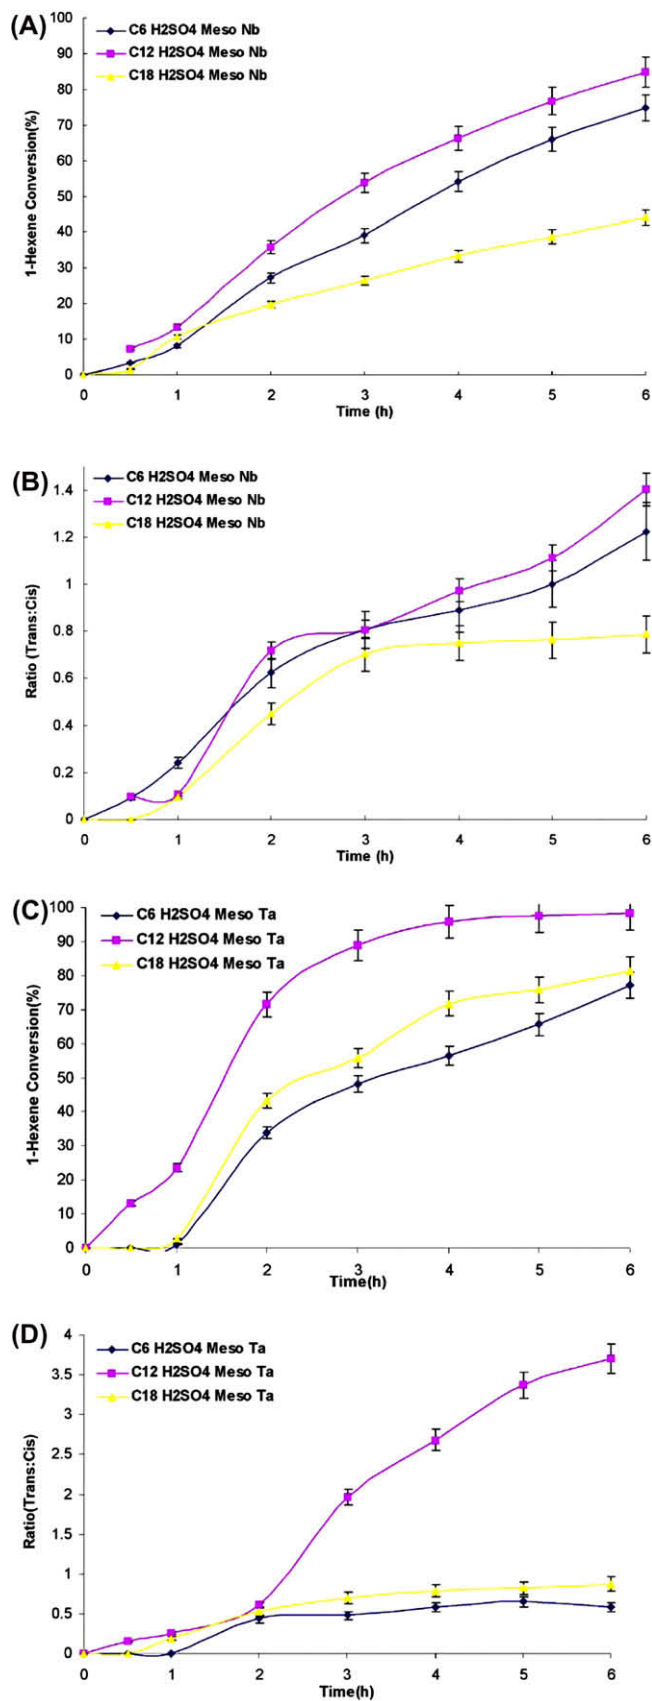 (A)
C6 H2SO4 Meso Nb
C12 H2SO4 Meso Nb
C18 H2SO4 Meso Nb
1-Hexene Conversion(%)
100
90
80
70
60
50
40
30
20
10
0
0 1 2 3 4 5 6
Time (h)
(B)
C6 H2SO4 Meso Nb
C12 H2SO4 Meso Nb
C18 H2SO4 Meso Nb
Ratio (Trans:Cis)
1.4
1.2
1
0.8
0.6
0.4
0.2
0
0 1 2 3 4 5 6
Time (h)
(C)
C6 H2SO4 Meso Ta
C12 H2SO4 Meso Ta
C18 H2SO4 Meso Ta
1-Hexene Conversion(%)
100
90
80
70
60
50
40
30
20
10
0
0 1 2 3 4 5 6
Time(h)
(D)
C6 H2SO4 Meso Ta
C12 H2SO4 Meso Ta
C18 H2SO4 Meso Ta
Ratio(Trans:Cis)
4
3.5
3
2.5
2
1.5
1
0.5
0
0 1 2 3 4 5 6
Time(h)